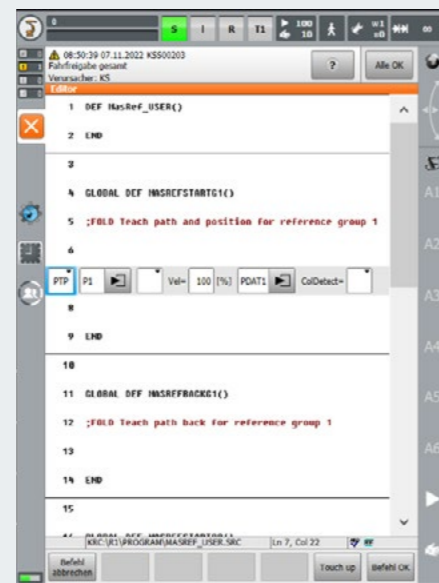 0
S I R T1 100 10 W1 ±0 ∞
08:50:39 07.11.2022 KSS00203
Fahrfreigabe gesamt
Verursacher: KS
? Alle OK
Editor
1 DEF MasRef_USER()
2 END
3
4 GLOBAL DEF MASREFSTARTG1()
5 ;FOLD Teach path and position for reference group 1
6
PTP P1 Vel= 100 [%] PDAT1 ColDetect=
8
9 END
10
11 GLOBAL DEF MASREFBACKG1()
12 ;FOLD Teach path back for reference group 1
13
14 END
15
KRC:\R1\PROGRAM\MASREF_USER.SRC Ln 7, Col 22
Befehl abbrechen Touch up Befehl OK
A1
A2
A3
A4
A5
A6